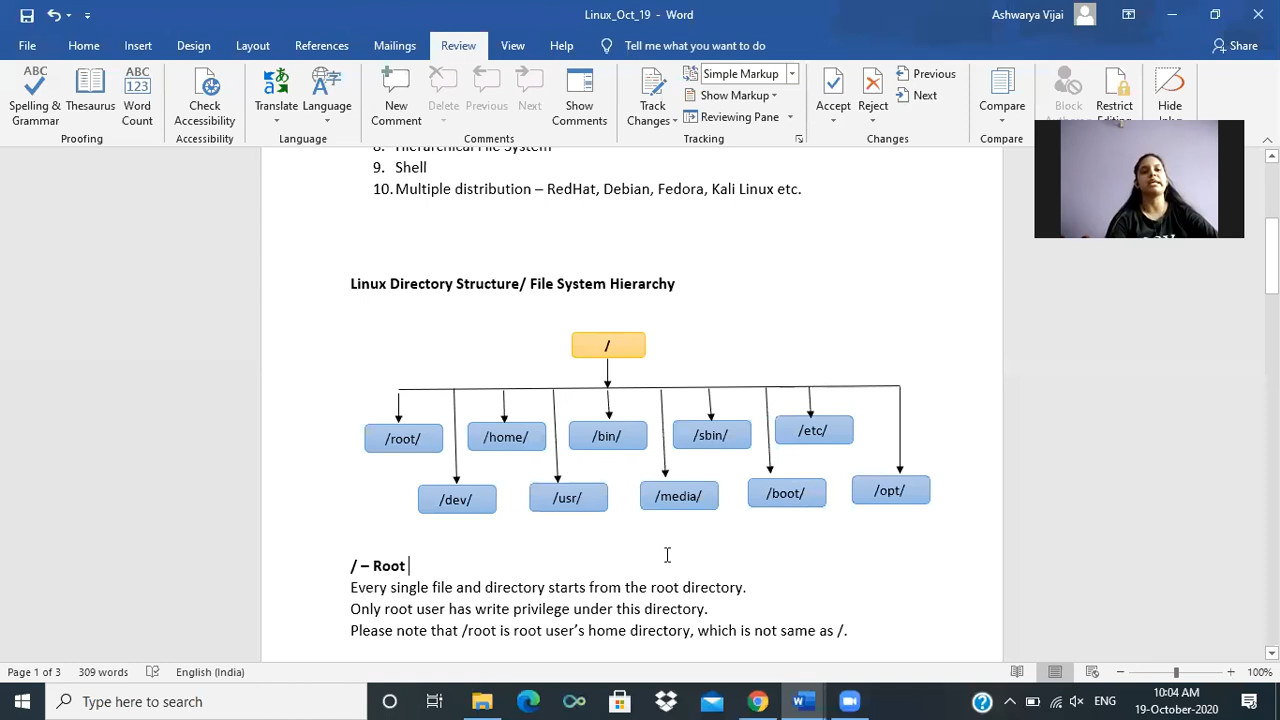 Linux_Oct_19 - Word
Ashwarya Vijai
File Home Insert Design Layout References Mailings Review View Help Tell me what you want to do Share
ABC
Spelling & Grammar
Thesaurus
ABC 123
Word Count
Check Accessibility
Translate
Language
New Comment
Delete
Previous
Next
Show Comments
Track Changes
Simple Markup
Show Markup
Reviewing Pane
Accept
Reject
Previous
Next
Compare
Block
Restrict
Hide
Proofing Accessibility Language Comments Tracking Changes Compare
8. Hierarchical File System
9. Shell
10. Multiple distribution – RedHat, Debian, Fedora, Kali Linux etc.
Linux Directory Structure/ File System Hierarchy
/
/root/ /home/ /bin/ /sbin/ /etc/
/dev/ /usr/ /media/ /boot/ /opt/
/ – Root
Every single file and directory starts from the root directory.
Only root user has write privilege under this directory.
Please note that /root is root user's home directory, which is not same as /.
Page 1 of 3 309 words English (India) 100%
Type here to search
ENG
10:04 AM
19-October-2020